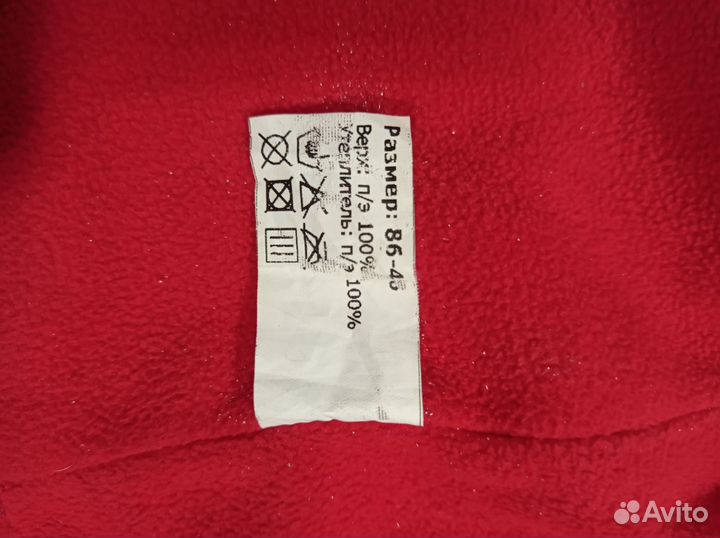 Размер: 86-48
Верх: п/э 100%
Утеплитель: п/э 100%
Avito